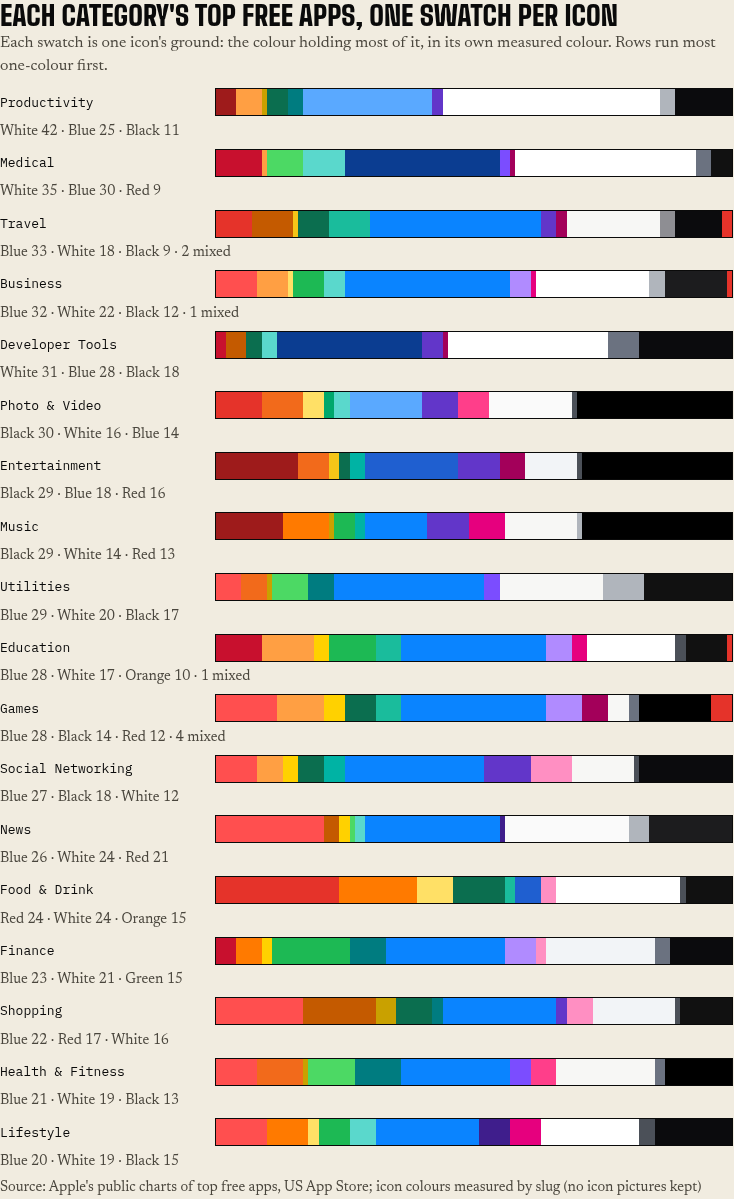 EACH CATEGORY'S TOP FREE APPS, ONE SWATCH PER ICON
Each swatch is one icon's ground: the colour holding most of it, in its own measured colour. Rows run most
one-colour first.
Productivity
White 42 · Blue 25 · Black 11
Medical
White 35 · Blue 30 · Red 9
Travel
Blue 33 · White 18 · Black 9 · 2 mixed
Business
Blue 32 · White 22 · Black 12 · 1 mixed
Developer Tools
White 31 · Blue 28 · Black 18
Photo & Video
Black 30 · White 16 · Blue 14
Entertainment
Black 29 · Blue 18 · Red 16
Music
Black 29 · White 14 · Red 13
Utilities
Blue 29 · White 20 · Black 17
Education
Blue 28 · White 17 · Orange 10 · 1 mixed
Games
Blue 28 · Black 14 · Red 12 · 4 mixed
Social Networking
Blue 27 · Black 18 · White 12
News
Blue 26 · White 24 · Red 21
Food & Drink
Red 24 · White 24 · Orange 15
Finance
Blue 23 · White 21 · Green 15
Shopping
Blue 22 · Red 17 · White 16
Health & Fitness
Blue 21 · White 19 · Black 13
Lifestyle
Blue 20 · White 19 · Black 15
Source: Apple's public charts of top free apps, US App Store; icon colours measured by slug (no icon pictures kept)